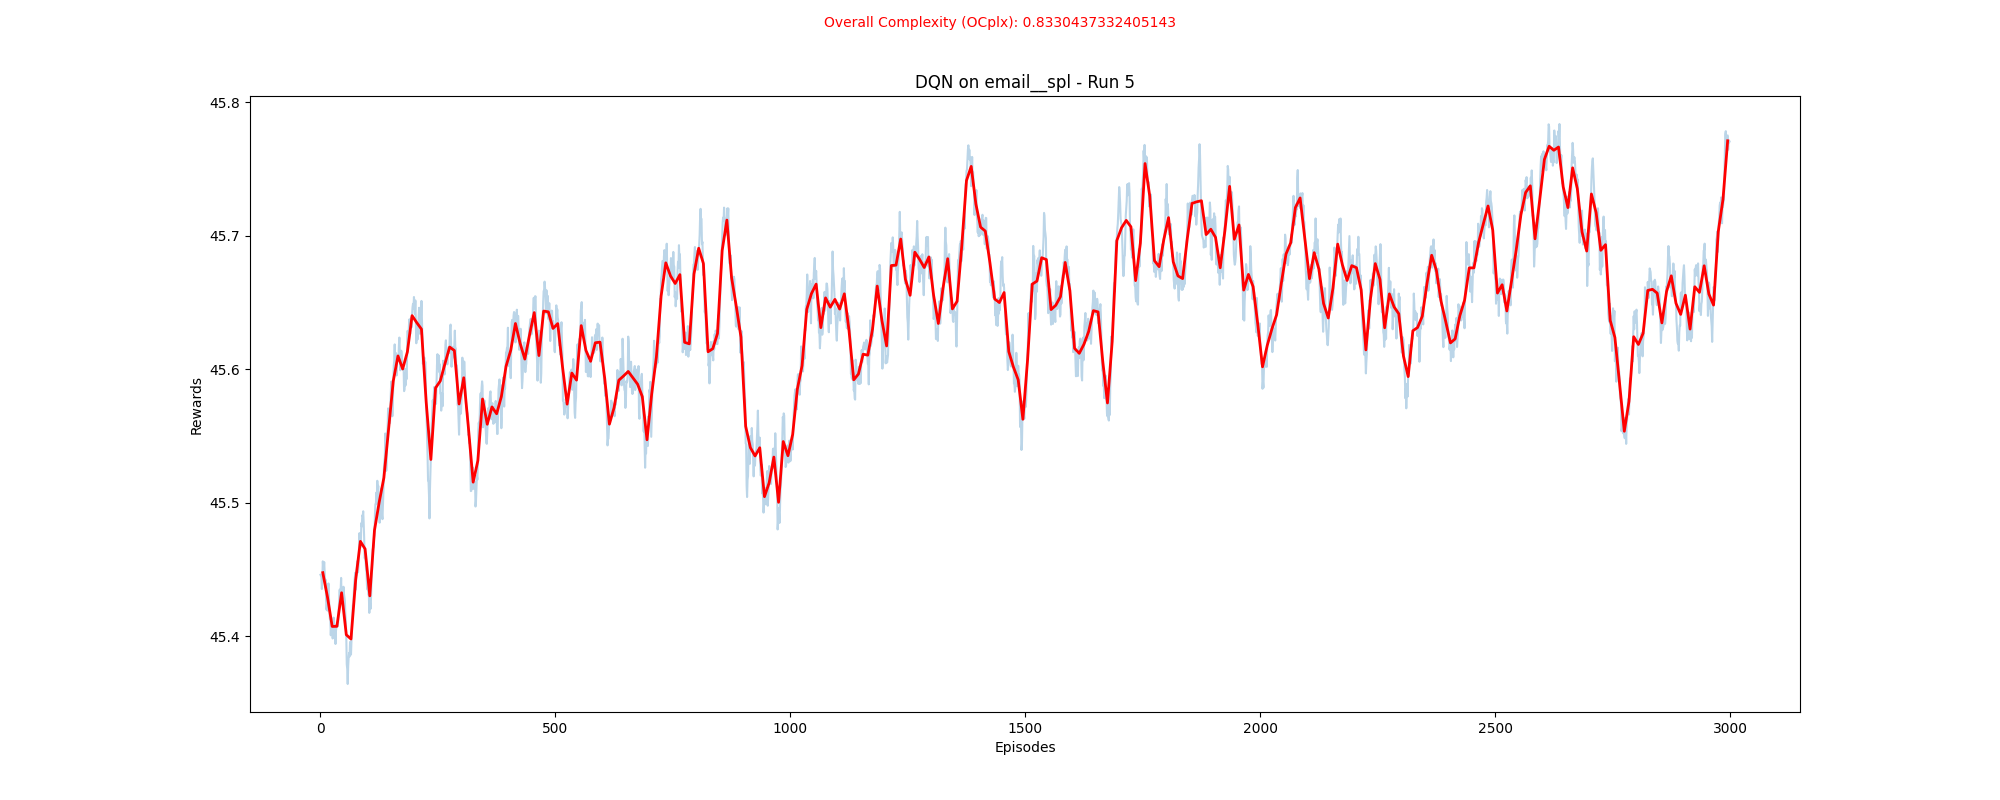 Overall Complexity (OCplx): 0.8330437332405143
DQN on email__spl - Run 5
45.8
45.7
45.6
45.5
45.4
Rewards
0 500 1000 1500 2000 2500 3000
Episodes